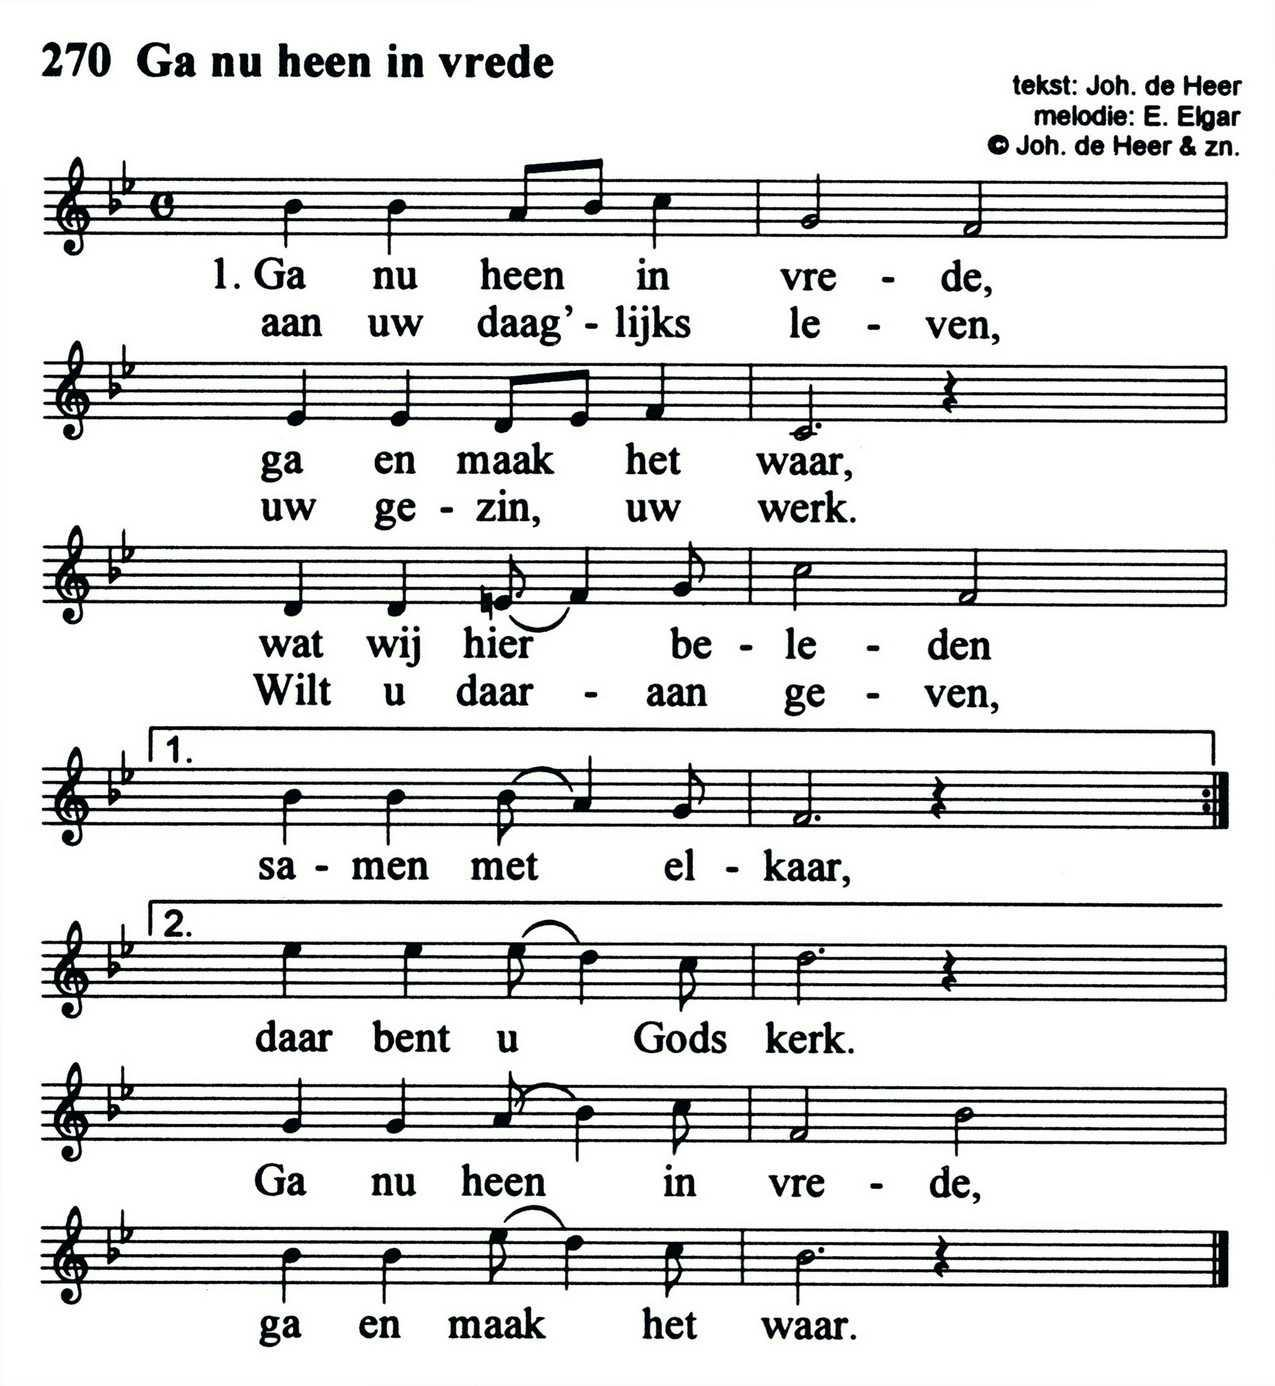 270 Ga nu heen in vrede
tekst: Joh. de Heer
melodie: E. Elgar
© Joh. de Heer & zn.
1. Ga nu heen in vre - de,
aan uw daag’ - lijks le - ven,
ga en maak het waar,
uw ge - zin, uw werk.
wat wij hier be - le - den
Wilt u daar - aan ge - ven,
1.
sa - men met el - kaar,
2.
daar bent u Gods kerk.
Ga nu heen in vre - de,
ga en maak het waar.